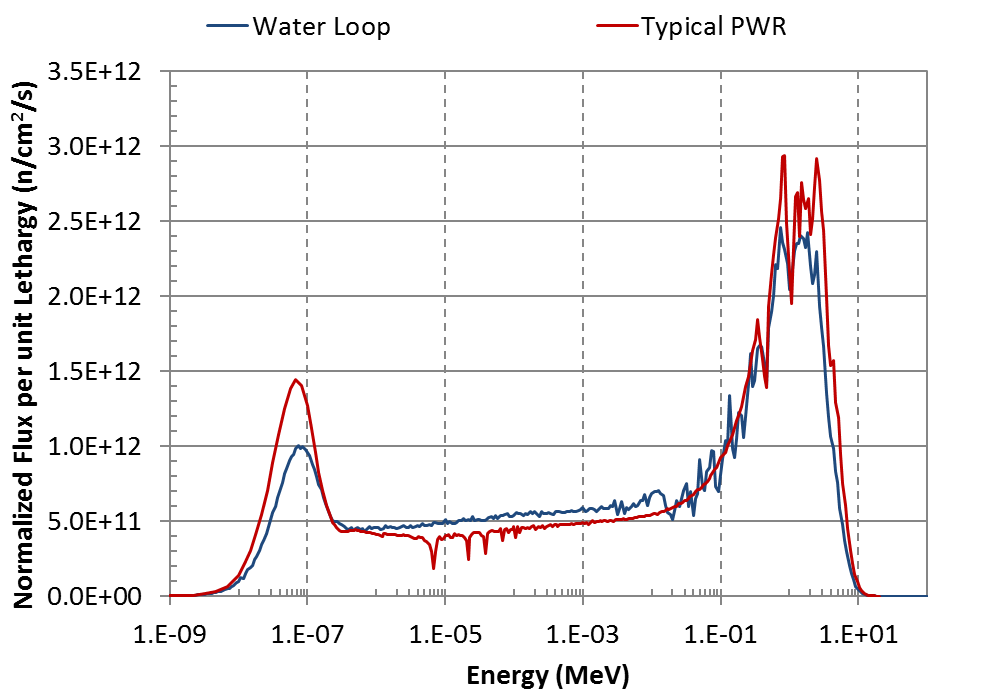 Water Loop
Typical PWR
Normalized Flux per unit Lethargy (n/cm²/s)
3.5E+12
3.0E+12
2.5E+12
2.0E+12
1.5E+12
1.0E+12
5.0E+11
0.0E+00
1.E-09
1.E-07
1.E-05
1.E-03
1.E-01
1.E+01
Energy (MeV)